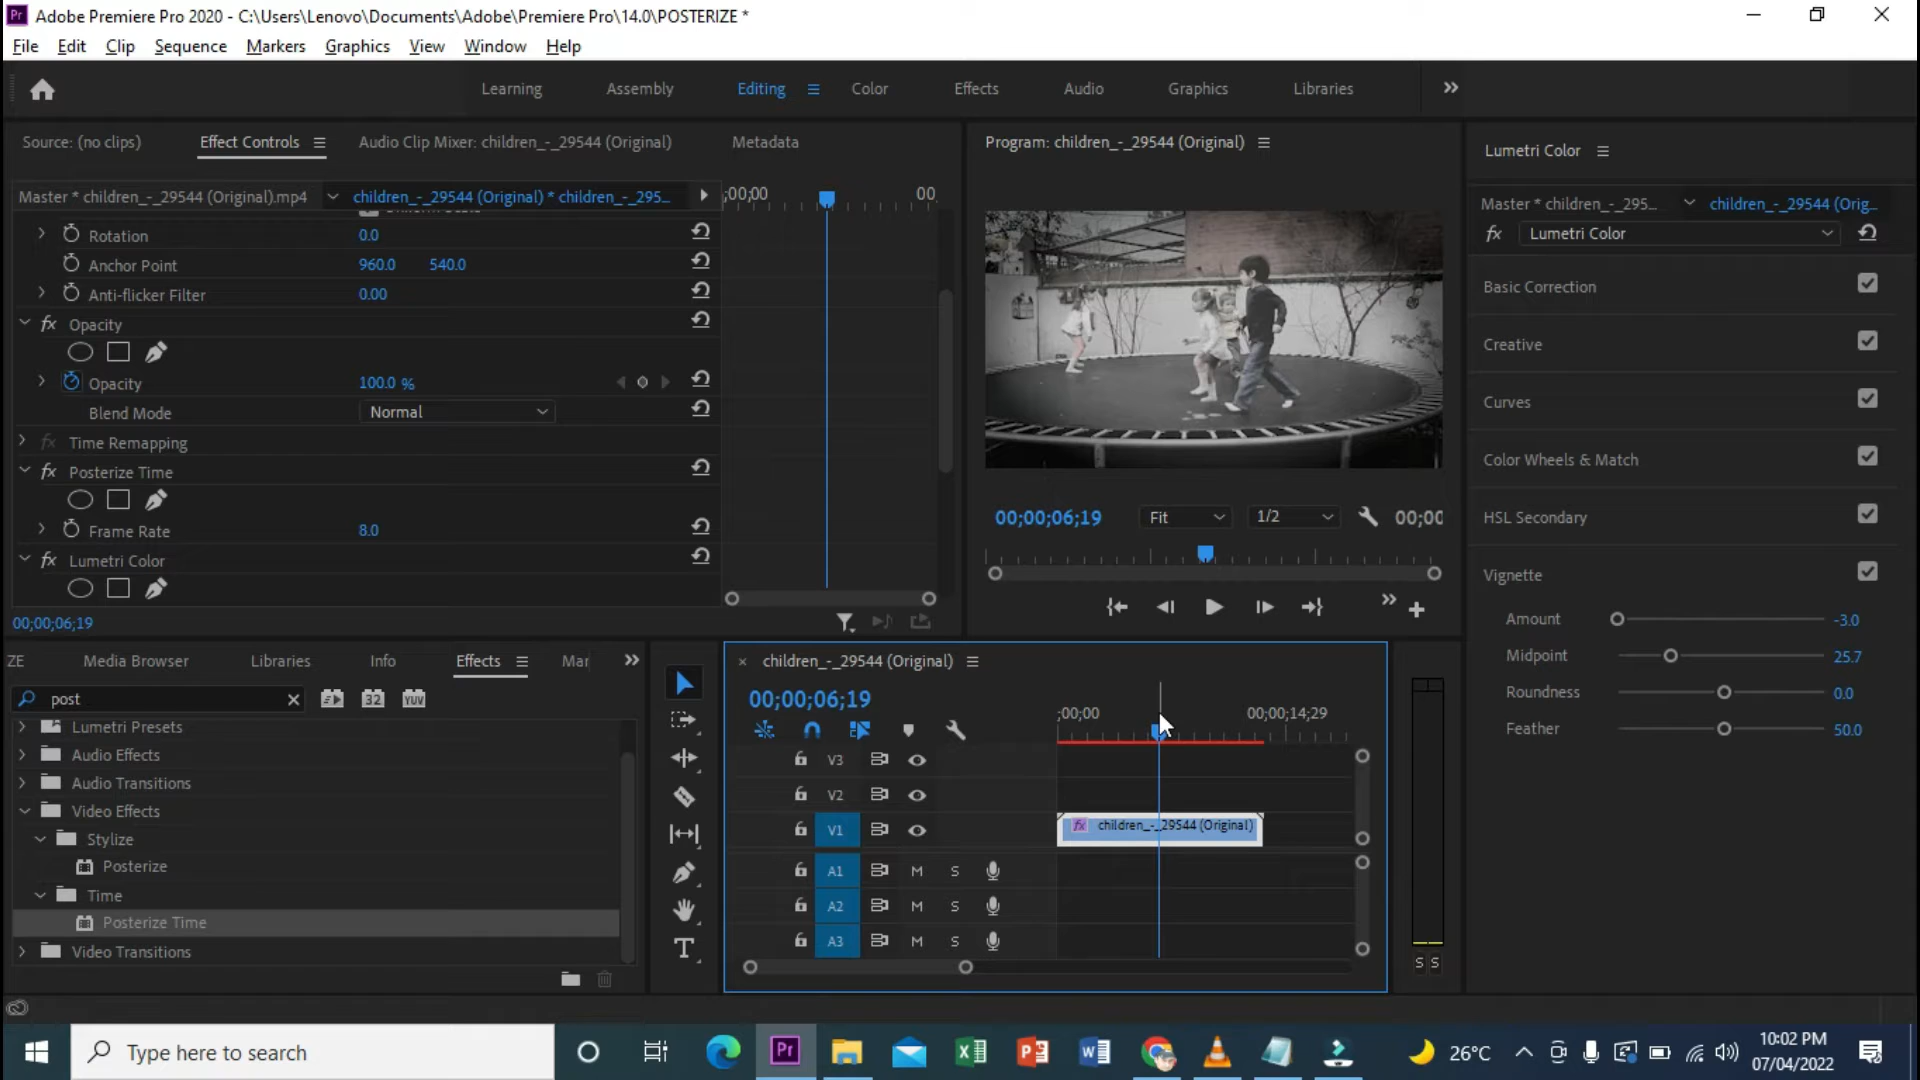 Adobe Premiere Pro 2020 - C:\Users\Lenovo\Documents\Adobe\Premiere Pro\14.0\POSTERIZE *
File Edit Clip Sequence Markers Graphics View Window Help
Learning Assembly Editing Color Effects Audio Graphics Libraries
Source: (no clips) Effect Controls Audio Clip Mixer: children_-_29544 (Original) Metadata
Master * children_-_29544 (Original).mp4 children_-_29544 (Original) * children_-_295...
;00;00 00
Rotation 0.0
Anchor Point 960.0 540.0
Anti-flicker Filter 0.00
fx Opacity
Opacity 100.0 %
Blend Mode Normal
fx Time Remapping
fx Posterize Time
Frame Rate 8.0
fx Lumetri Color
00;00;06;19
Program: children_-_29544 (Original)
00;00;06;19 Fit 1/2 00;00
Lumetri Color
Master * children_-_295... children_-_29544 (Orig...
fx Lumetri Color
Basic Correction
Creative
Curves
Color Wheels & Match
HSL Secondary
Vignette
Amount -3.0
Midpoint 25.7
Roundness 0.0
Feather 50.0
ZE Media Browser Libraries Info Effects Mar
post
32 YUV
Lumetri Presets
Audio Effects
Audio Transitions
Video Effects
Stylize
Posterize
Time
Posterize Time
Video Transitions
T
children_-_29544 (Original)
00;00;06;19
;00;00 00;00;14;29
V3
V2
V1 fx children_-_29544 (Original)
A1 M S
A2 M S
A3 M S
S S
Type here to search
Pr
26°C
10:02 PM
07/04/2022